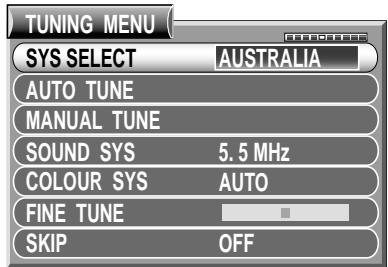 TUNING MENU
SYS SELECT AUSTRALIA
AUTO TUNE
MANUAL TUNE
SOUND SYS 5.5 MHz
COLOUR SYS AUTO
FINE TUNE
SKIP OFF